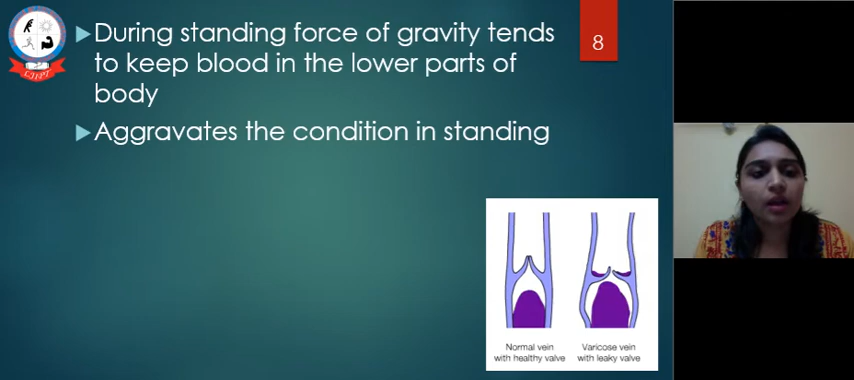 During standing force of gravity tends
to keep blood in the lower parts of
body
Aggravates the condition in standing
8
Normal vein
with healthy valve
Varicose vein
with leaky valve